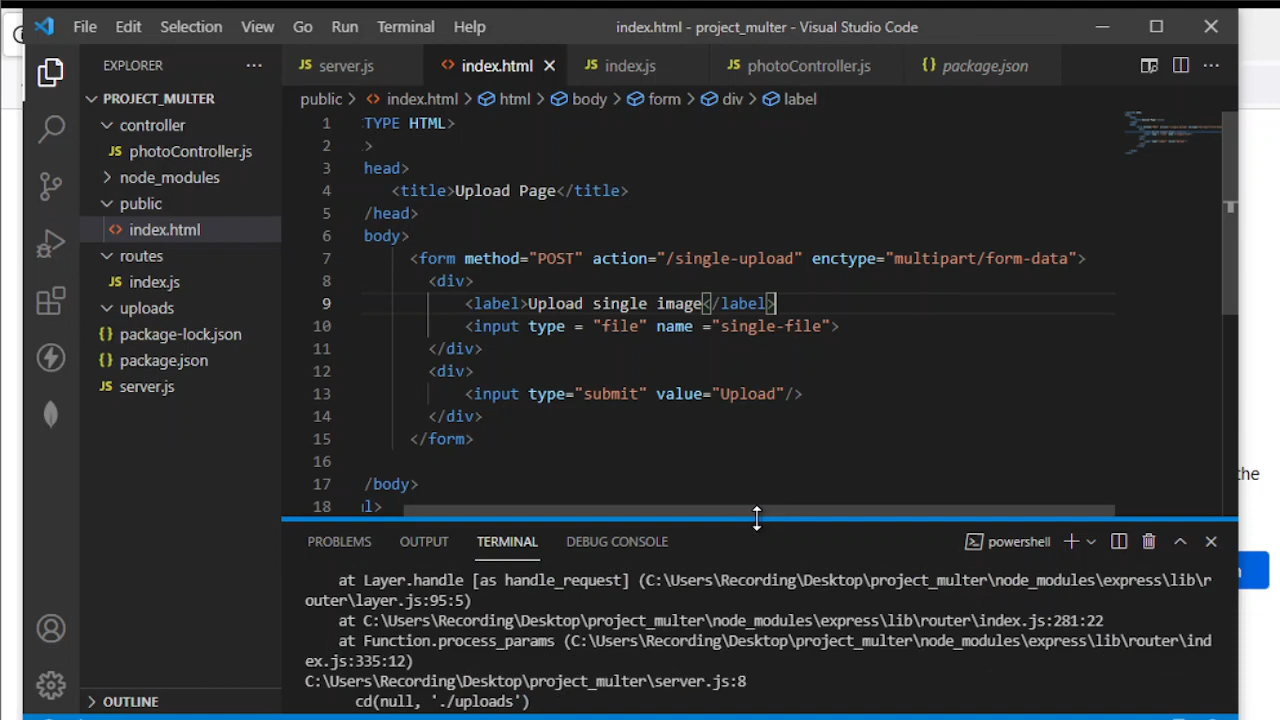 File Edit Selection View Go Run Terminal Help index.html - project_multer - Visual Studio Code
EXPLORER ···
JS server.js <> index.html JS index.js JS photoController.js {} package.json ···
public > <> index.html > html > body > form > div > label
PROJECT_MULTER
controller
JS photoController.js
node_modules
public
<> index.html
routes
JS index.js
uploads
{} package-lock.json
{} package.json
JS server.js
OUTLINE
1 TYPE HTML>
2 >
3 head>
4 <title>Upload Page</title>
5 /head>
6 body>
7 <form method="POST" action="/single-upload" enctype="multipart/form-data">
8 <div>
9 <label>Upload single image</label>
10 <input type = "file" name ="single-file">
11 </div>
12 <div>
13 <input type="submit" value="Upload"/>
14 </div>
15 </form>
16
17 /body>
18 l>
PROBLEMS OUTPUT TERMINAL DEBUG CONSOLE powershell
at Layer.handle [as handle_request] (C:\Users\Recording\Desktop\project_multer\node_modules\express\lib\r
outer\layer.js:95:5)
at C:\Users\Recording\Desktop\project_multer\node_modules\express\lib\router\index.js:281:22
at Function.process_params (C:\Users\Recording\Desktop\project_multer\node_modules\express\lib\router\ind
ex.js:335:12)
C:\Users\Recording\Desktop\project_multer\server.js:8
cd(null, './uploads')
the